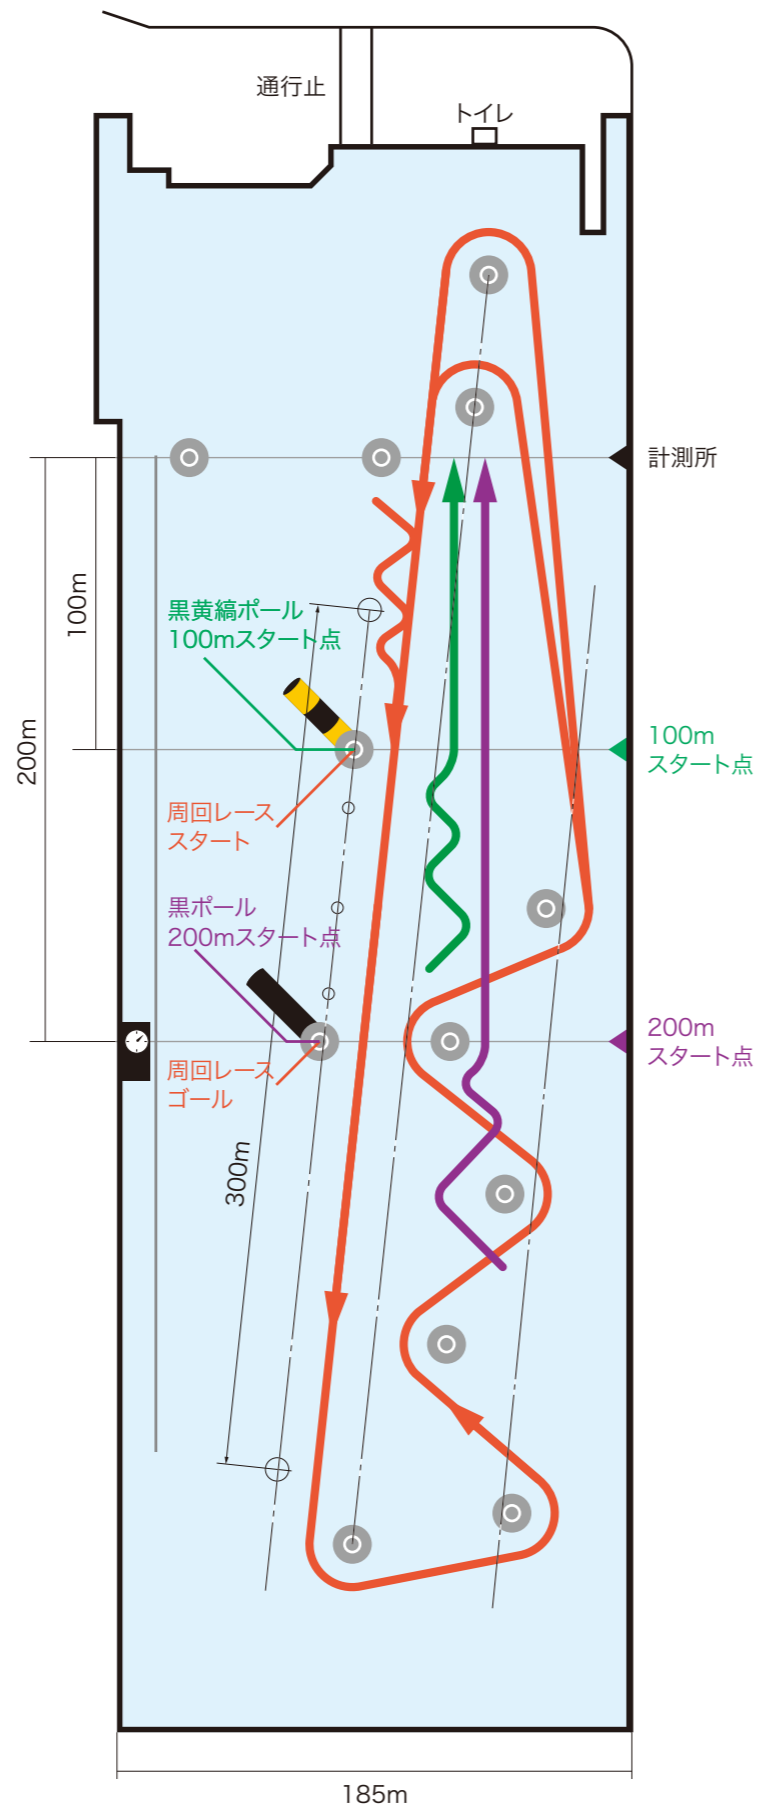 通行止
トイレ
計測所
100m
200m
黒黄縞ポール
100mスタート点
100m
スタート点
周回レース
スタート
黒ポール
200mスタート点
200m
スタート点
周回レース
ゴール
300m
185m